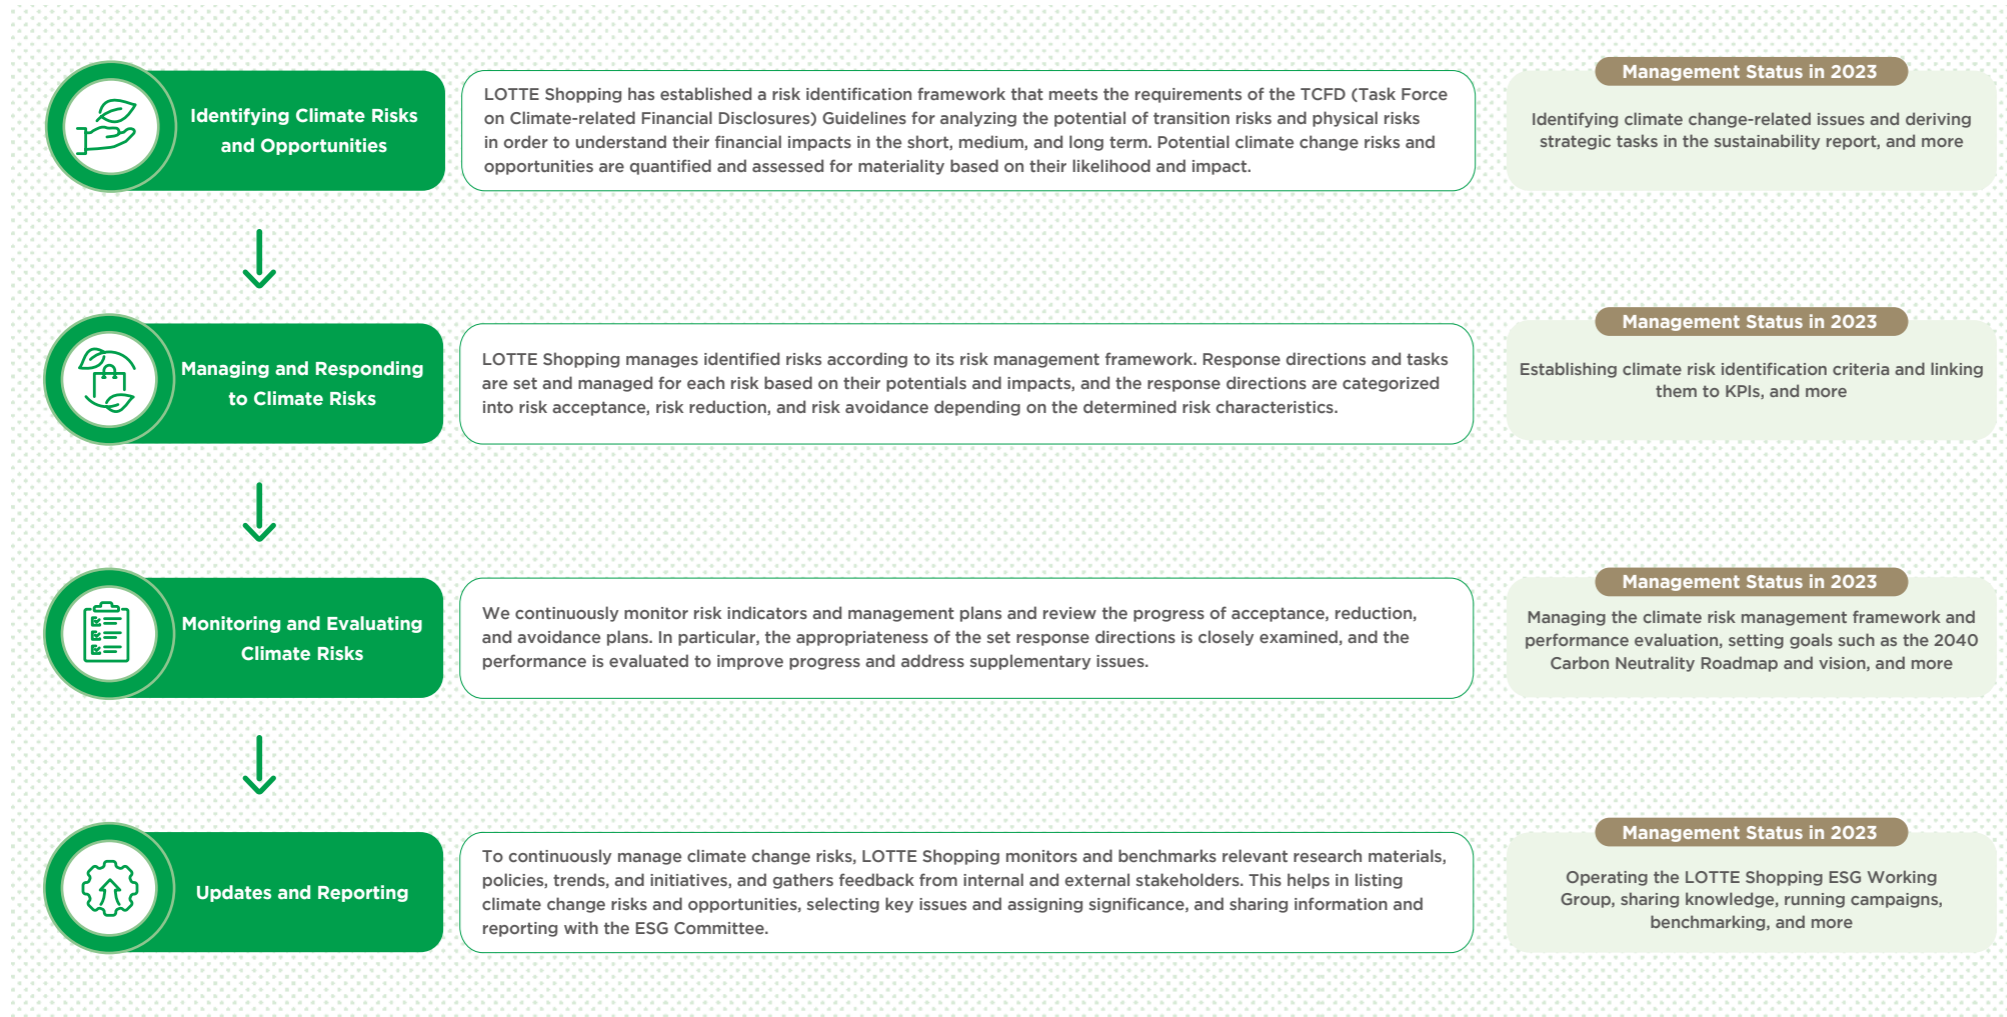 Identifying Climate Risks
and Opportunities
LOTTE Shopping has established a risk identification framework that meets the requirements of the TCFD (Task Force
on Climate-related Financial Disclosures) Guidelines for analyzing the potential of transition risks and physical risks
in order to understand their financial impacts in the short, medium, and long term. Potential climate change risks and
opportunities are quantified and assessed for materiality based on their likelihood and impact.
Management Status in 2023
Identifying climate change-related issues and deriving
strategic tasks in the sustainability report, and more
Managing and Responding
to Climate Risks
LOTTE Shopping manages identified risks according to its risk management framework. Response directions and tasks
are set and managed for each risk based on their potentials and impacts, and the response directions are categorized
into risk acceptance, risk reduction, and risk avoidance depending on the determined risk characteristics.
Management Status in 2023
Establishing climate risk identification criteria and linking
them to KPIs, and more
Monitoring and Evaluating
Climate Risks
We continuously monitor risk indicators and management plans and review the progress of acceptance, reduction,
and avoidance plans. In particular, the appropriateness of the set response directions is closely examined, and the
performance is evaluated to improve progress and address supplementary issues.
Management Status in 2023
Managing the climate risk management framework and
performance evaluation, setting goals such as the 2040
Carbon Neutrality Roadmap and vision, and more
Updates and Reporting
To continuously manage climate change risks, LOTTE Shopping monitors and benchmarks relevant research materials,
policies, trends, and initiatives, and gathers feedback from internal and external stakeholders. This helps in listing
climate change risks and opportunities, selecting key issues and assigning significance, and sharing information and
reporting with the ESG Committee.
Management Status in 2023
Operating the LOTTE Shopping ESG Working
Group, sharing knowledge, running campaigns,
benchmarking, and more